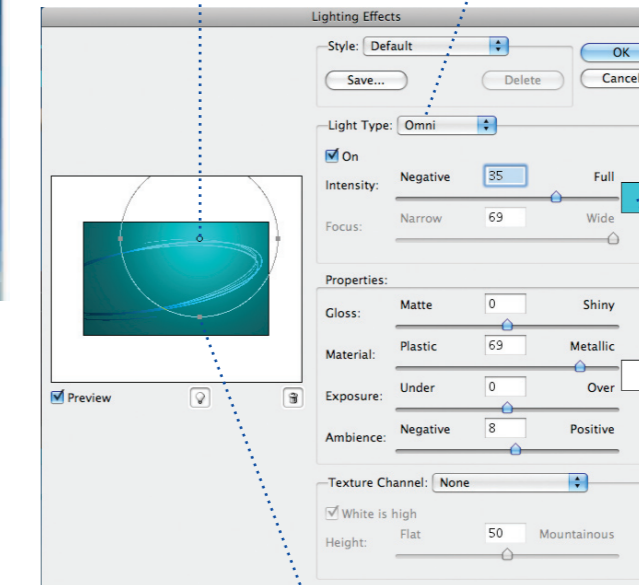 Lighting Effects
Style: Default
OK
Save...
Delete
Cancel
Light Type: Omni
On
Intensity: Negative 35 Full
Focus: Narrow 69 Wide
Properties:
Gloss: Matte 0 Shiny
Material: Plastic 69 Metallic
Exposure: Under 0 Over
Ambience: Negative 8 Positive
Preview
Texture Channel: None
White is high
Height: Flat 50 Mountainous